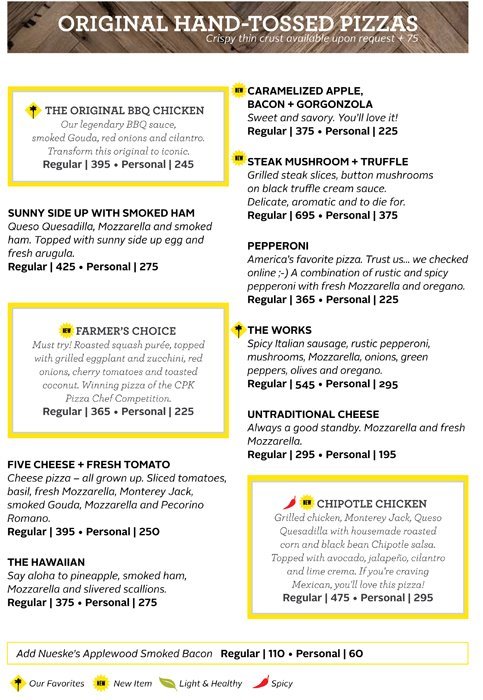 ORIGINAL HAND-TOSSED PIZZAS
Crispy thin crust available upon request + 75
THE ORIGINAL BBQ CHICKEN
Our legendary BBQ sauce,
smoked Gouda, red onions and cilantro.
Transform this original to iconic.
Regular | 395 • Personal | 245
SUNNY SIDE UP WITH SMOKED HAM
Queso Quesadilla, Mozzarella and smoked
ham. Topped with sunny side up egg and
fresh arugula.
Regular | 425 • Personal | 275
NEW FARMER'S CHOICE
Must try! Roasted squash purée, topped
with grilled eggplant and zucchini, red
onions, cherry tomatoes and toasted
coconut. Winning pizza of the CPK
Pizza Chef Competition.
Regular | 365 • Personal | 225
FIVE CHEESE + FRESH TOMATO
Cheese pizza – all grown up. Sliced tomatoes,
basil, fresh Mozzarella, Monterey Jack,
smoked Gouda, Mozzarella and Pecorino
Romano.
Regular | 395 • Personal | 250
THE HAWAIIAN
Say aloha to pineapple, smoked ham,
Mozzarella and slivered scallions.
Regular | 375 • Personal | 275
NEW CARAMELIZED APPLE,
BACON + GORGONZOLA
Sweet and savory. You'll love it!
Regular | 375 • Personal | 225
NEW STEAK MUSHROOM + TRUFFLE
Grilled steak slices, button mushrooms
on black truffle cream sauce.
Delicate, aromatic and to die for.
Regular | 695 • Personal | 375
PEPPERONI
America's favorite pizza. Trust us... we checked
online ;-) A combination of rustic and spicy
pepperoni with fresh Mozzarella and oregano.
Regular | 365 • Personal | 225
THE WORKS
Spicy Italian sausage, rustic pepperoni,
mushrooms, Mozzarella, onions, green
peppers, olives and oregano.
Regular | 545 • Personal | 295
UNTRADITIONAL CHEESE
Always a good standby. Mozzarella and fresh
Mozzarella.
Regular | 295 • Personal | 195
NEW CHIPOTLE CHICKEN
Grilled chicken, Monterey Jack, Queso
Quesadilla with housemade roasted
corn and black bean Chipotle salsa.
Topped with avocado, jalapeño, cilantro
and lime crema. If you're craving
Mexican, you'll love this pizza!
Regular | 475 • Personal | 295
Add Nueske's Applewood Smoked Bacon Regular | 110 • Personal | 60
Our Favorites NEW New Item Light & Healthy Spicy